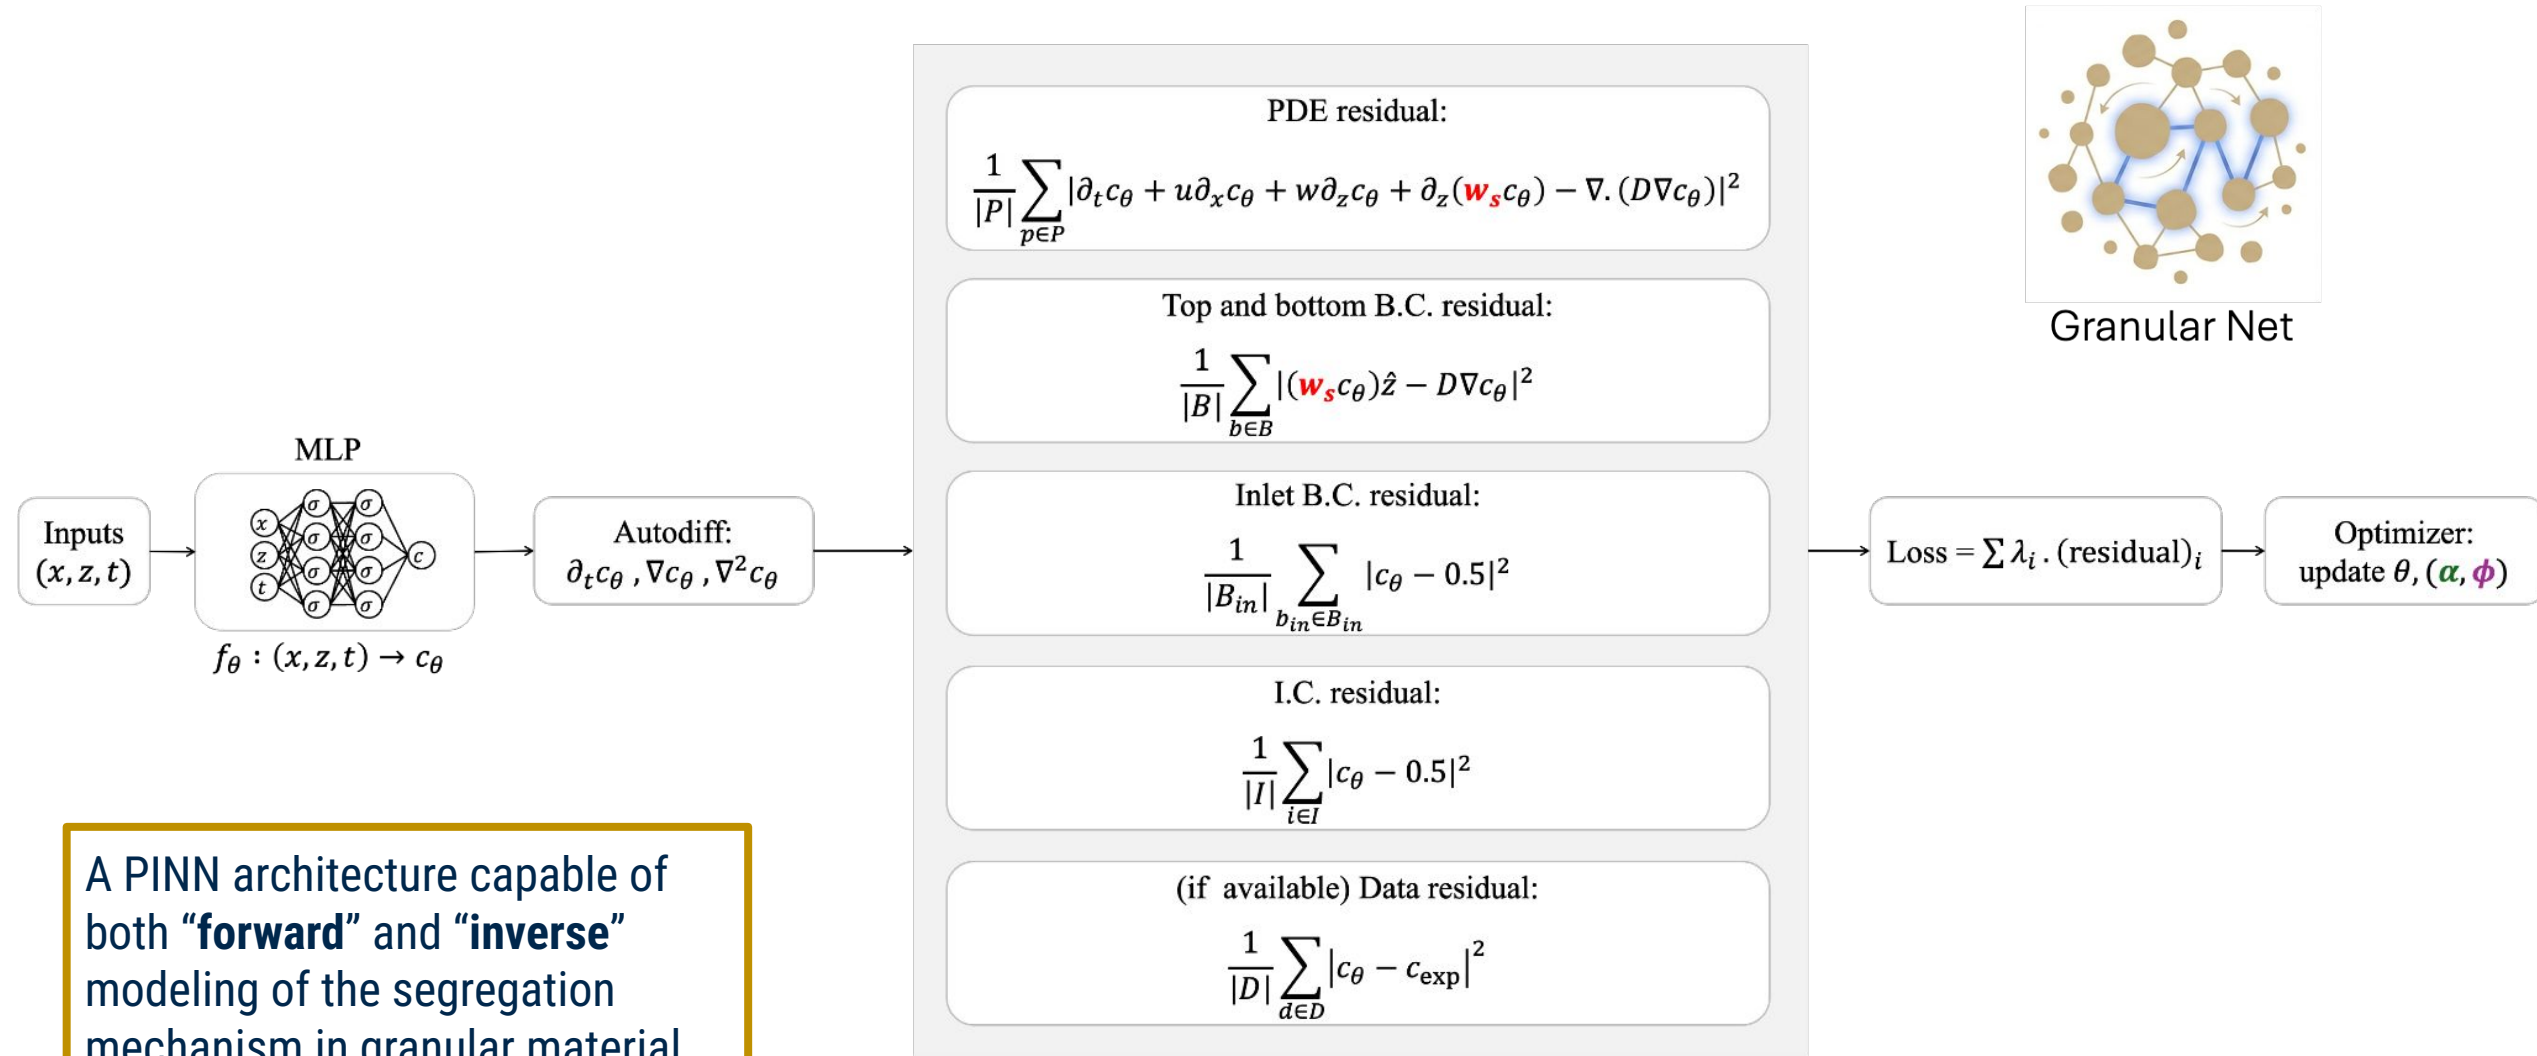 Inputs
(x, z, t)
MLP
x
z
t
σ σ
σ σ
σ σ
σ σ
c
f_θ : (x, z, t) → c_θ
Autodiff:
∂_t c_θ , ∇c_θ , ∇²c_θ
PDE residual:
1/|P| ∑_{p∈P} |∂_t c_θ + u∂_x c_θ + w∂_z c_θ + ∂_z(w_s c_θ) − ∇. (D∇c_θ)|²
Top and bottom B.C. residual:
1/|B| ∑_{b∈B} |(w_s c_θ)ẑ − D∇c_θ|²
Inlet B.C. residual:
1/|B_in| ∑_{b_in∈B_in} |c_θ − 0.5|²
I.C. residual:
1/|I| ∑_{i∈I} |c_θ − 0.5|²
(if available) Data residual:
1/|D| ∑_{d∈D} |c_θ − c_exp|²
Loss = ∑ λ_i . (residual)_i
Optimizer:
update θ, (α, ϕ)
Granular Net
A PINN architecture capable of
both “forward” and “inverse”
modeling of the segregation
mechanism in granular material